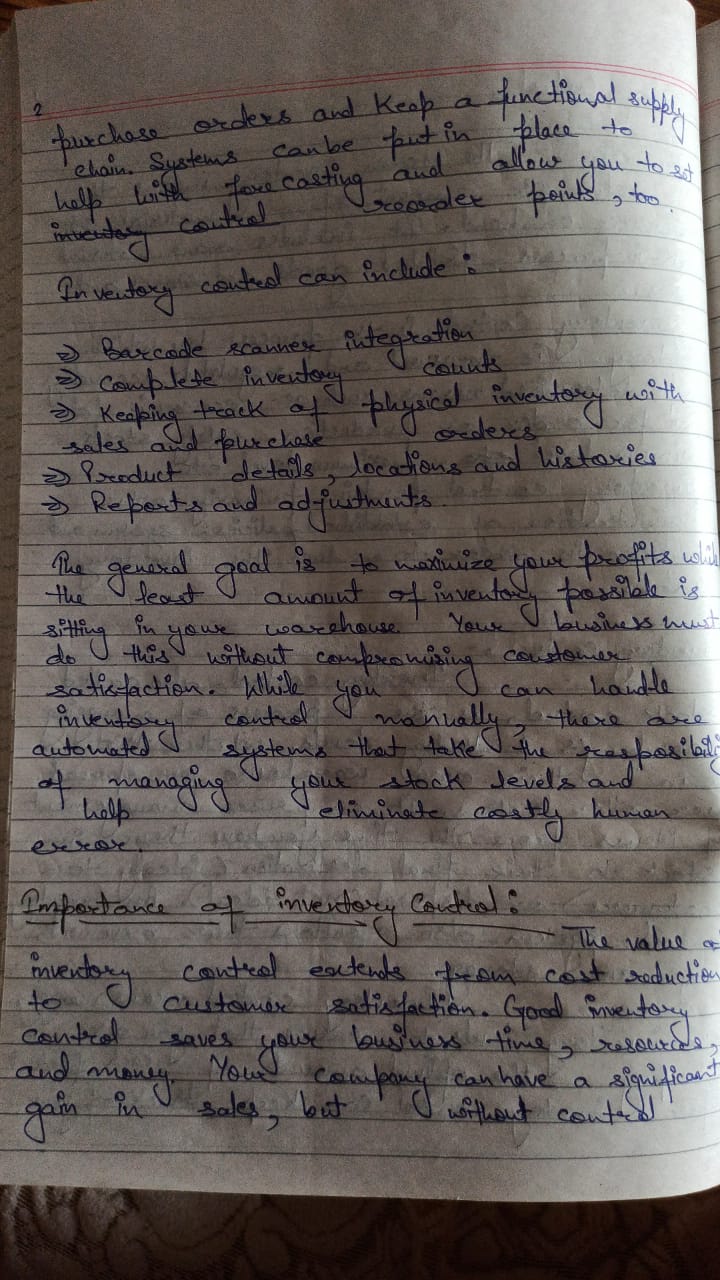 2
purchase orders and keep a functional supply
chain. Systems can be put in place to
help with forecasting and allow you to set
inventory control reorder points, too.
Inventory control can include :
⇒ Barcode scanner integration
⇒ Complete inventory counts
⇒ Keeping track of physical inventory with
sales and purchase orders
⇒ Product details, locations and histories
⇒ Reports and adjustments.
The general goal is to maximize your profits whil
the least amount of inventory possible is
sitting in your warehouse. Your business must
do this without compromising coustomer
satisfaction. While you can handle
inventory control manually, there are
automated systems that take the resposibili
of managing your stock levels and
help eliminate costly human
error.
Importance of inventory Control :
The value o
inventory control extends from cost reduction
to customer satisfaction. Good inventory
control saves your business time, resources,
and money. Your company can have a significant
gain in sales, but without control